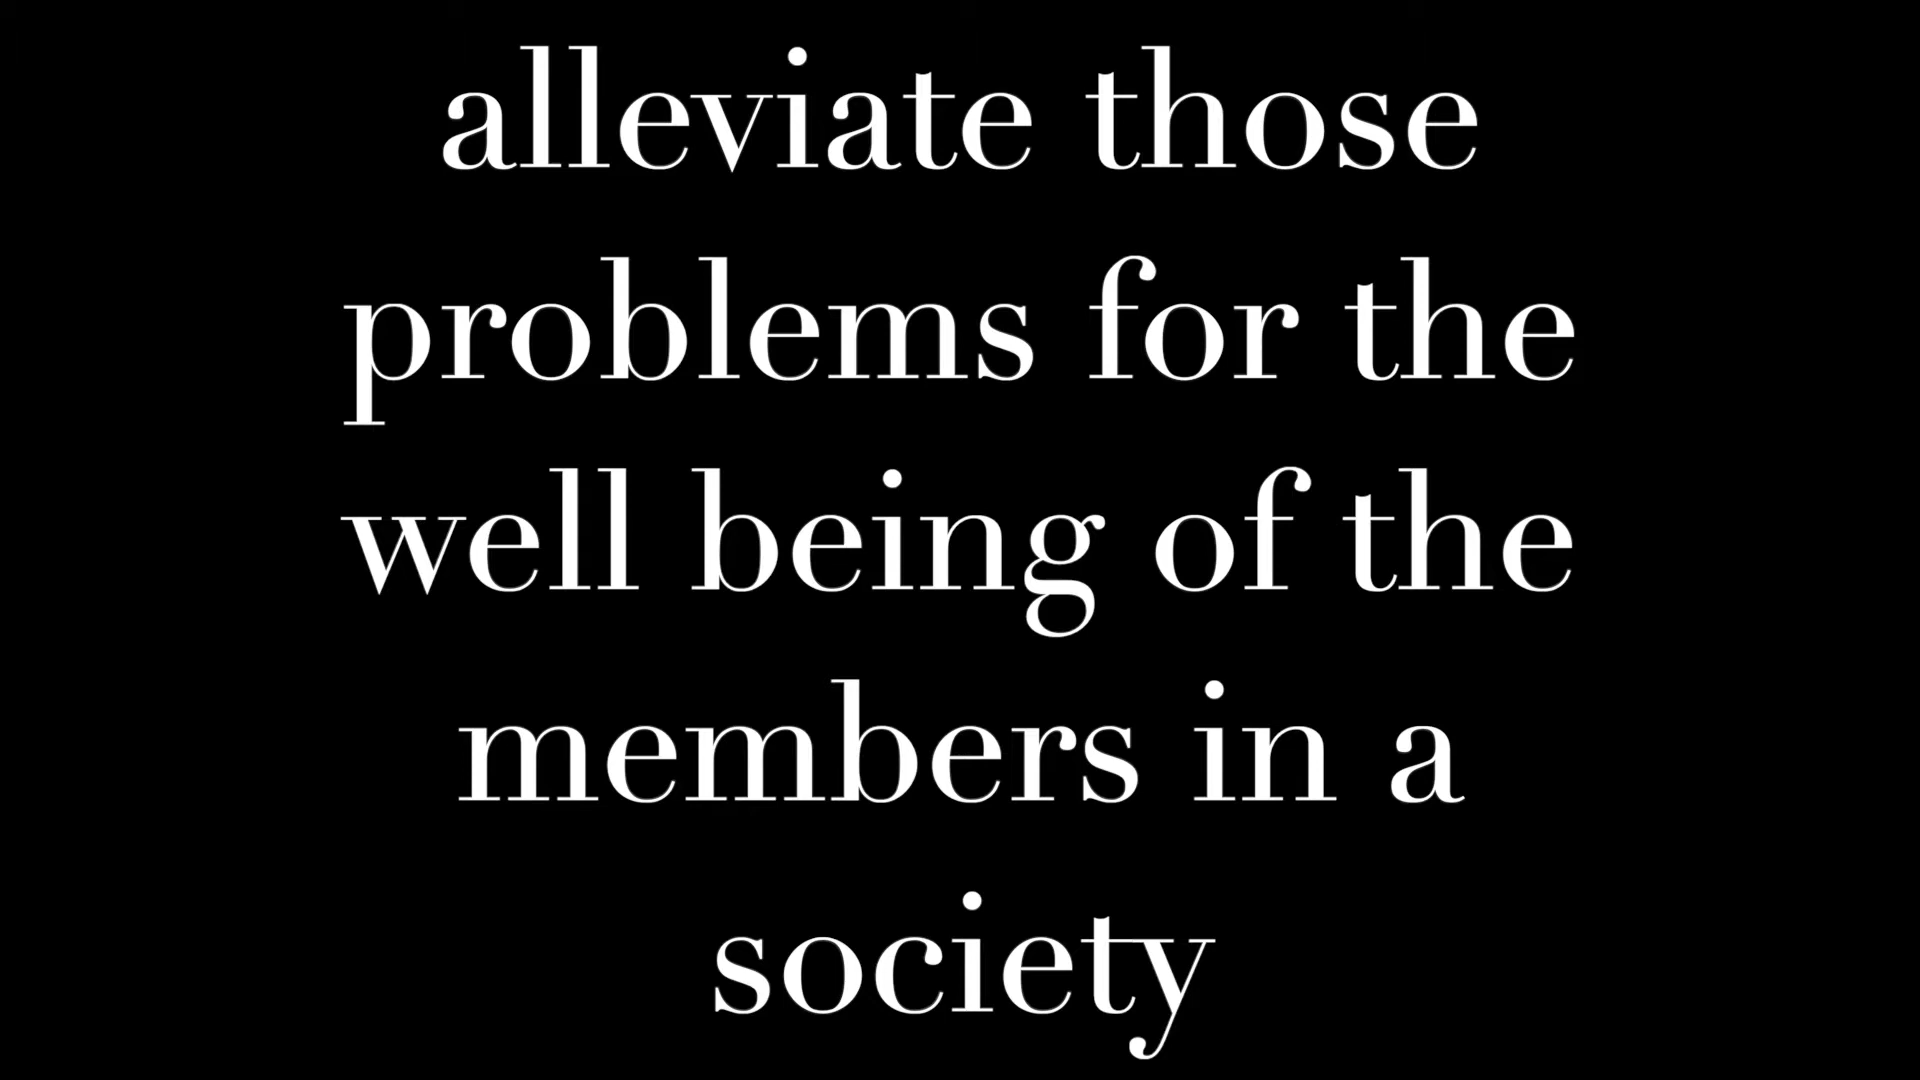 alleviate those
problems for the
well being of the
members in a
society